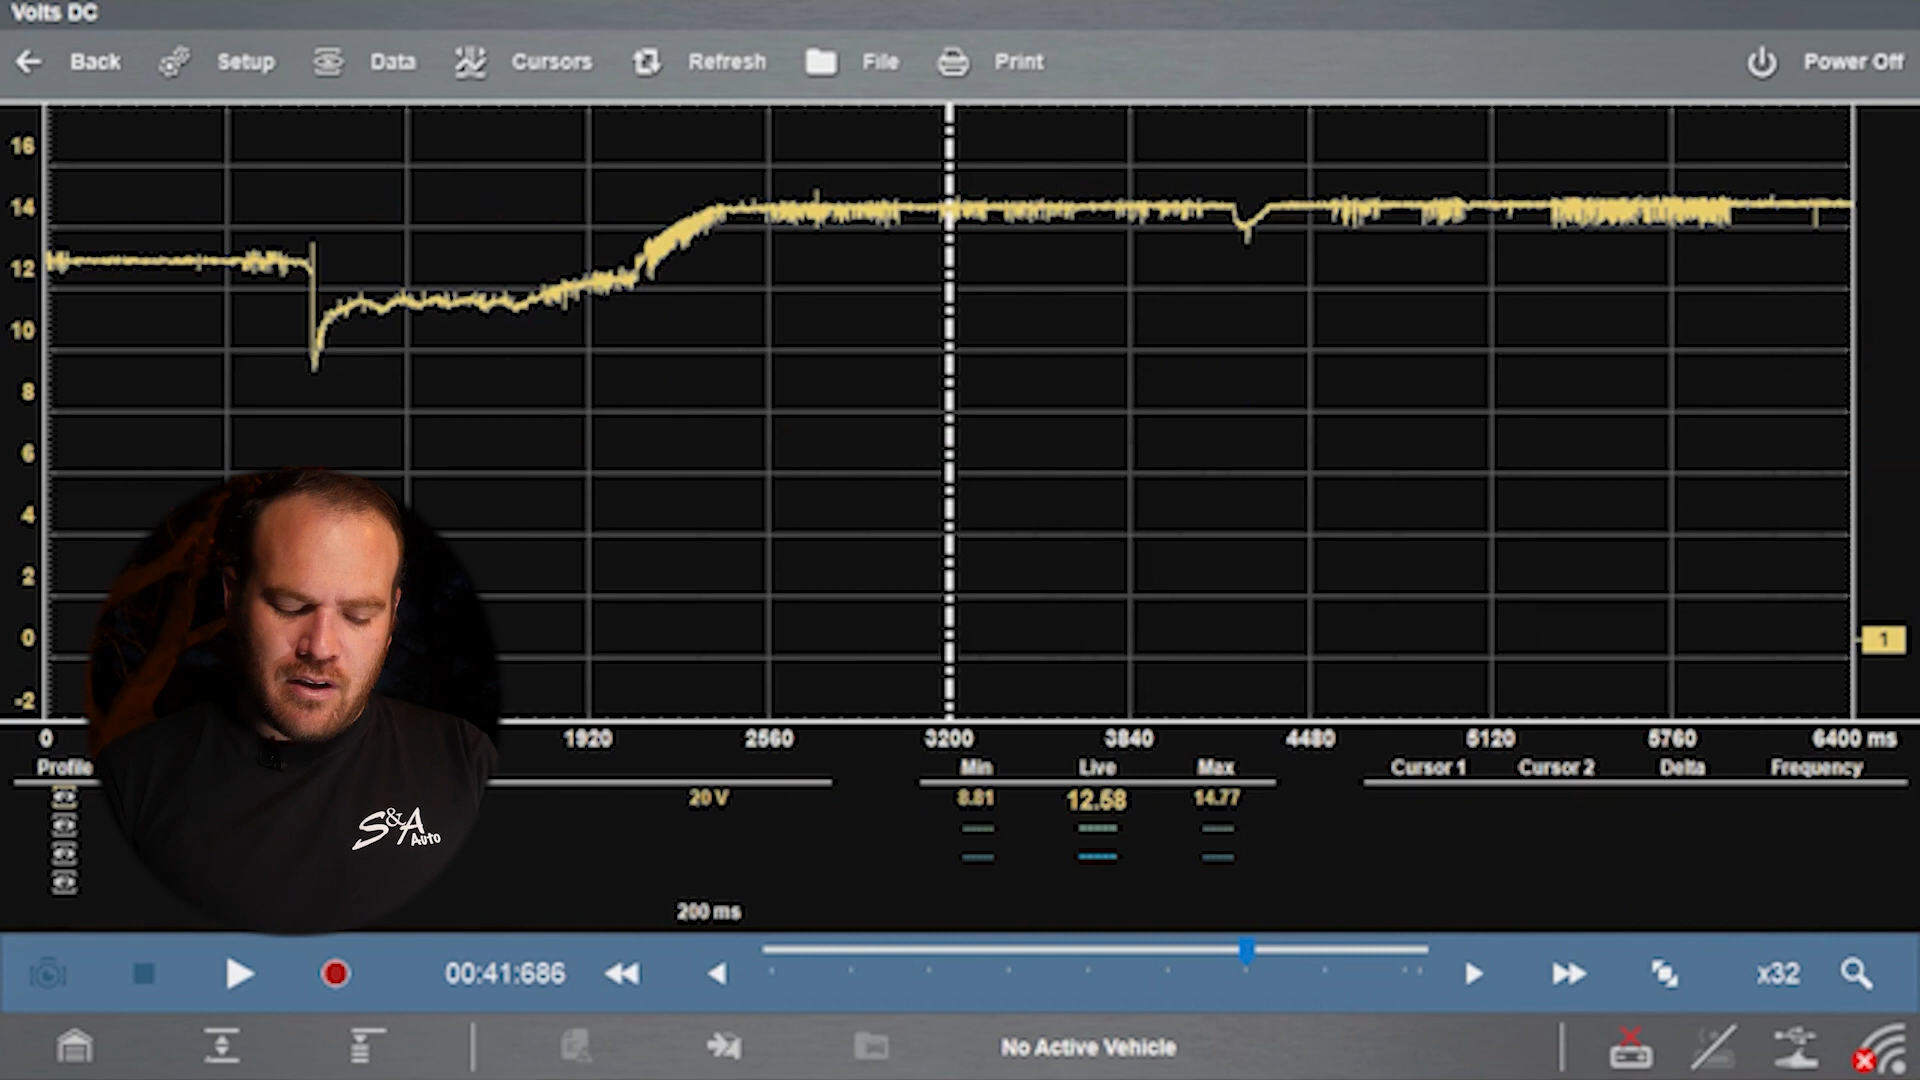 Volts DC
Back Setup Data Cursors Refresh File Print Power Off
16
14
12
10
8
6
4
2
0
1
-2
0 1920 2560 3200 3840 4480 5120 5760 6400 ms
Profile Min Live Max Cursor 1 Cursor 2 Delta Frequency
20 V 8.81 12.58 14.77
S&A
Auto
200 ms
00:41:686 x32
No Active Vehicle